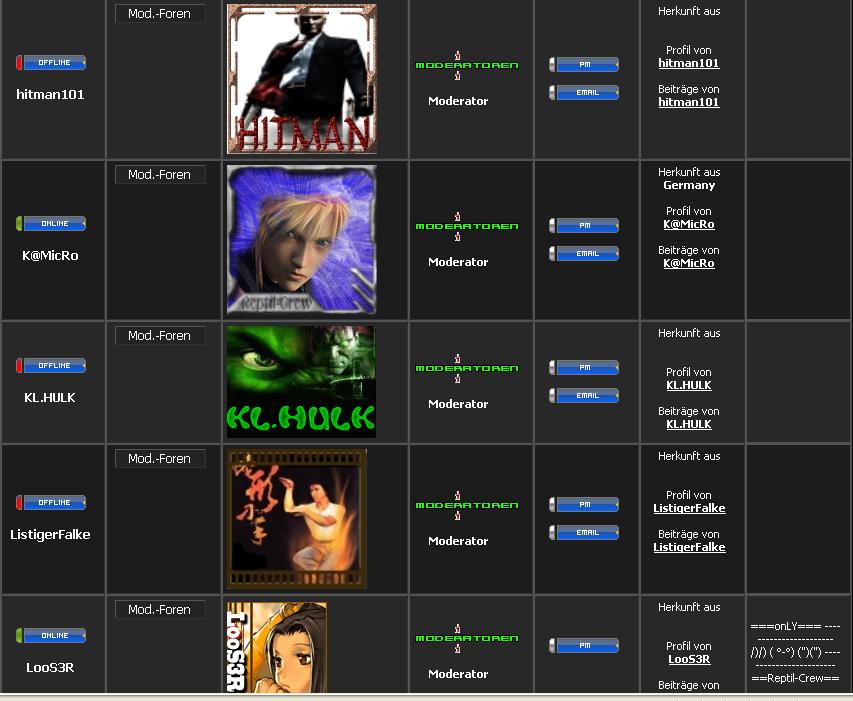 OFFLINE
hitman101
Mod.-Foren
HITMAN
MODERATOREN
Moderator
PM
EMAIL
Herkunft aus
Profil von
hitman101
Beiträge von
hitman101
ONLINE
K@MicRo
Mod.-Foren
Reptil-Crew
MODERATOREN
Moderator
PM
EMAIL
Herkunft aus
Germany
Profil von
K@MicRo
Beiträge von
K@MicRo
OFFLINE
KL.HULK
Mod.-Foren
KL.HULK
MODERATOREN
Moderator
PM
EMAIL
Herkunft aus
Profil von
KL.HULK
Beiträge von
KL.HULK
OFFLINE
ListigerFalke
Mod.-Foren
MODERATOREN
Moderator
PM
EMAIL
Herkunft aus
Profil von
ListigerFalke
Beiträge von
ListigerFalke
ONLINE
LooS3R
Mod.-Foren
LooS3R
MODERATOREN
Moderator
PM
Herkunft aus
Profil von
LooS3R
Beiträge von
===onLY=== ----
-------------------
/)/) ( º-º) (")(") ----
--------------------
==Reptil-Crew==